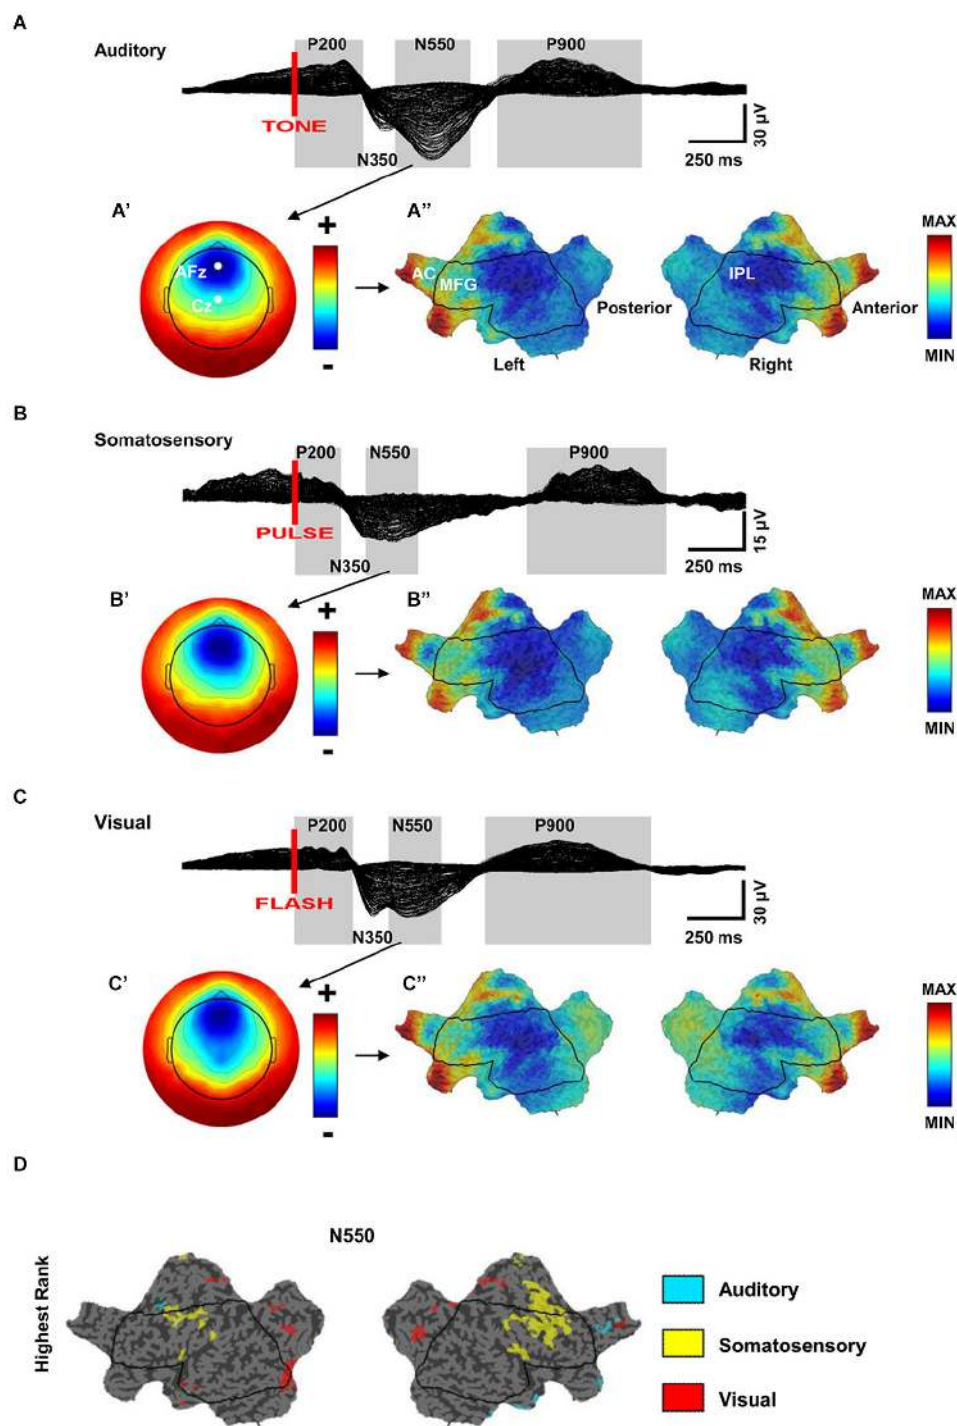 A
Auditory
P200
N550
P900
TONE
N350
30 µV
250 ms
A'
AFz
Cz
+
-
A''
AC
MFG
IPL
Posterior
Anterior
Left
Right
MAX
MIN
B
Somatosensory
P200
N550
P900
PULSE
N350
15 µV
250 ms
B'
+
-
B''
MAX
MIN
C
Visual
P200
N550
P900
FLASH
N350
30 µV
250 ms
C'
+
-
C''
MAX
MIN
D
N550
Highest Rank
Auditory
Somatosensory
Visual